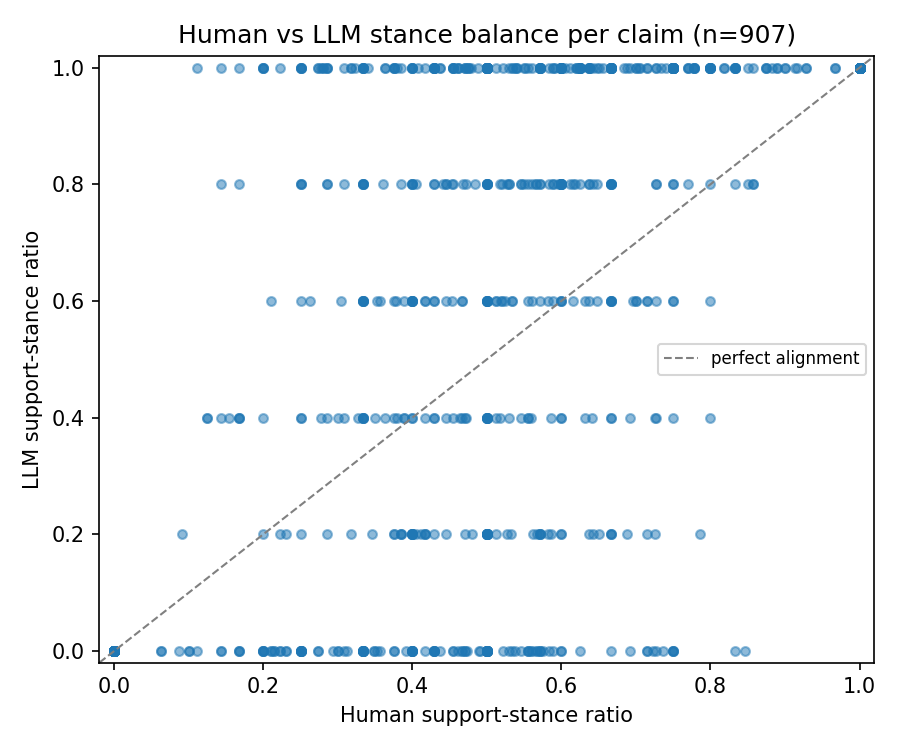 Human vs LLM stance balance per claim (n=907)
LLM support-stance ratio
1.0
0.8
0.6
0.4
0.2
0.0
perfect alignment
0.0 0.2 0.4 0.6 0.8 1.0
Human support-stance ratio